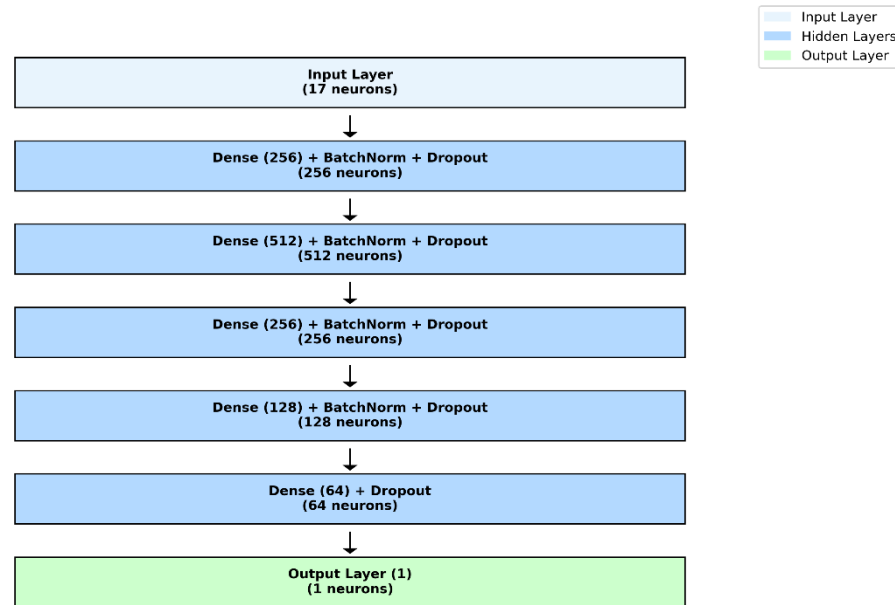 Input Layer
Hidden Layers
Output Layer
Input Layer
(17 neurons)
Dense (256) + BatchNorm + Dropout
(256 neurons)
Dense (512) + BatchNorm + Dropout
(512 neurons)
Dense (256) + BatchNorm + Dropout
(256 neurons)
Dense (128) + BatchNorm + Dropout
(128 neurons)
Dense (64) + Dropout
(64 neurons)
Output Layer (1)
(1 neurons)